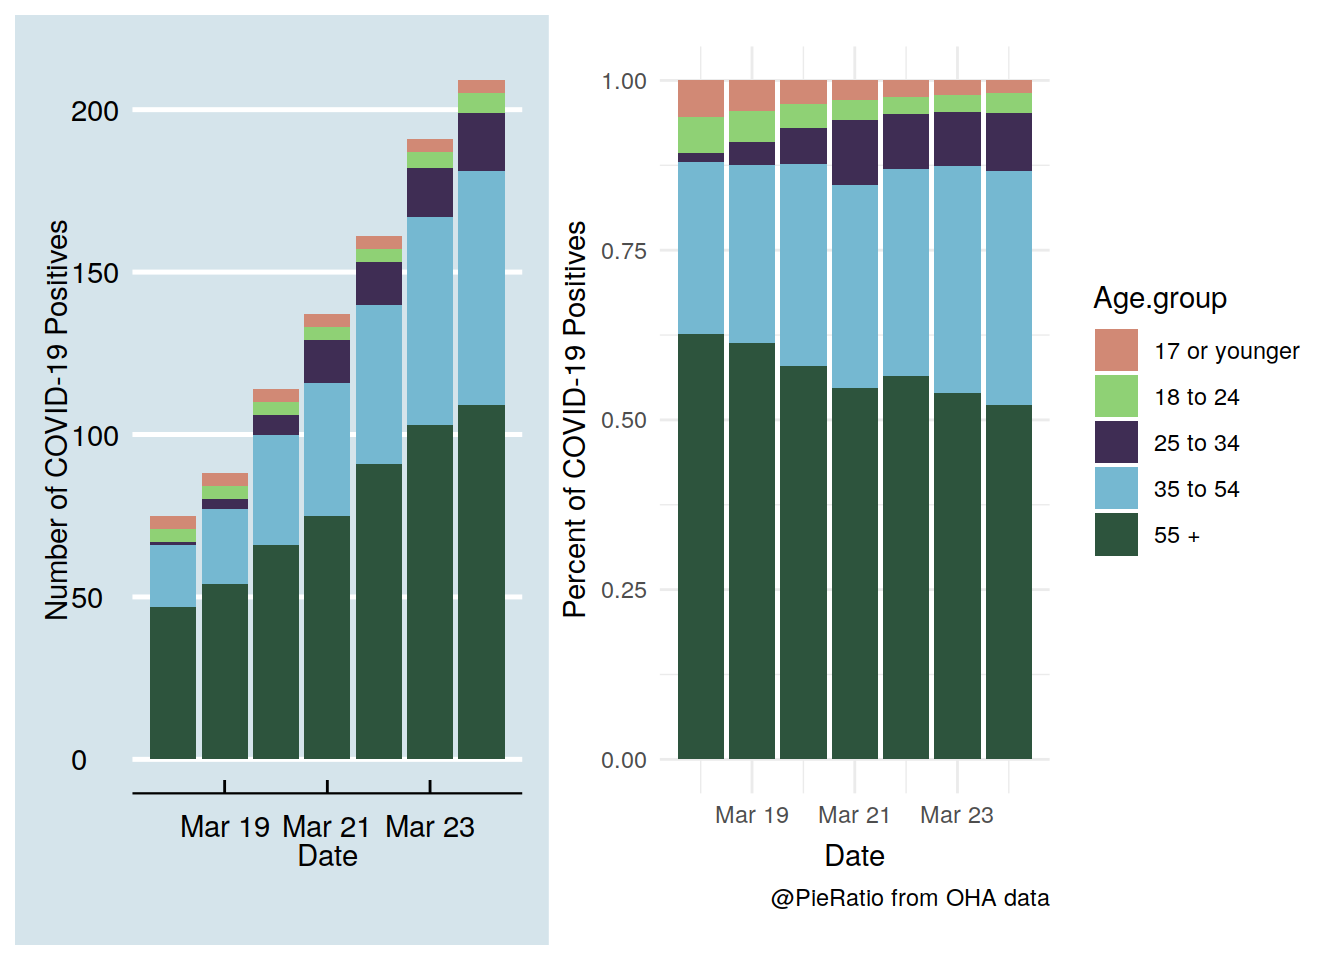 Number of COVID-19 Positives
200
150
100
50
0
Mar 19 Mar 21 Mar 23
Date
Percent of COVID-19 Positives
1.00
0.75
0.50
0.25
0.00
Mar 19 Mar 21 Mar 23
Date
@PieRatio from OHA data
Age.group
17 or younger
18 to 24
25 to 34
35 to 54
55 +